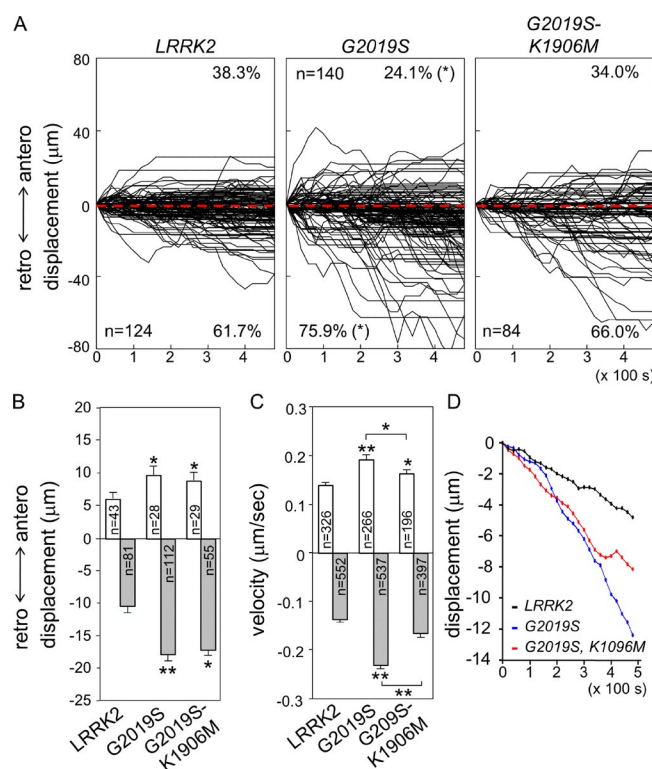 A
LRRK2
G2019S
G2019S-
K1906M
38.3%
n=140 24.1% (*)
34.0%
80
40
0
-40
-80
retro ⟷ antero
displacement (μm)
n=124 61.7%
75.9% (*)
n=84 66.0%
0 1 2 3 4
0 1 2 3 4
0 1 2 3 4
(x 100 s)
B
20
15
10
5
0
-5
-10
-15
-20
-25
retro ⟷ antero
displacement (μm)
* *
n=43 n=28 n=29
n=81 n=112 n=55
** *
LRRK2
G2019S
G2019S-
K1906M
C
0.3
0.2
0.1
0
-0.1
-0.2
-0.3
velocity (μm/sec)
*
** *
n=326 n=266 n=196
n=552 n=537 n=397
**
**
LRRK2
G2019S
G209S-
K1906M
D
0
-2
-4
-6
-8
-10
-12
-14
displacement (μm)
LRRK2
G2019S
G2019S, K1096M
0 1 2 3 4 5
(x 100 s)